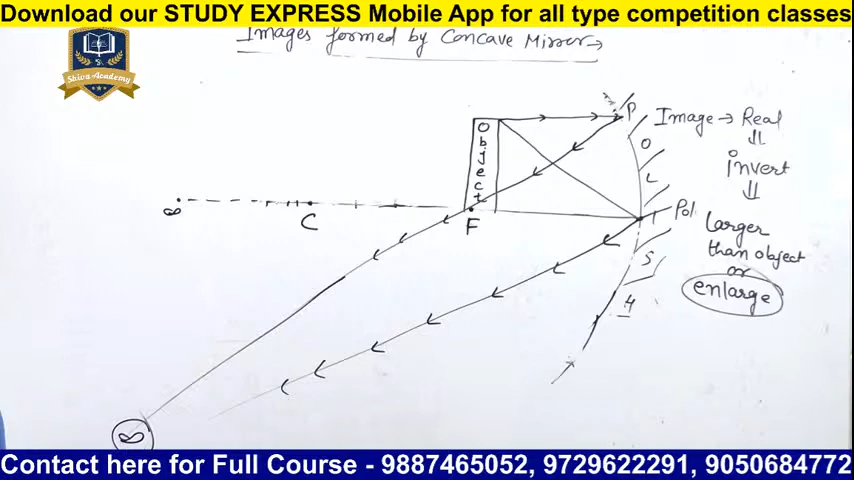 Download our STUDY EXPRESS Mobile App for all type competition classes
Images formed by Concave Mirror→
Shiva Academy
Object
P
O
L
I
S
H
∞
C
F
Pol
Image → Real
⇓
invert
⇓
larger
than object
or
enlarge
∞
Contact here for Full Course - 9887465052, 9729622291, 9050684772